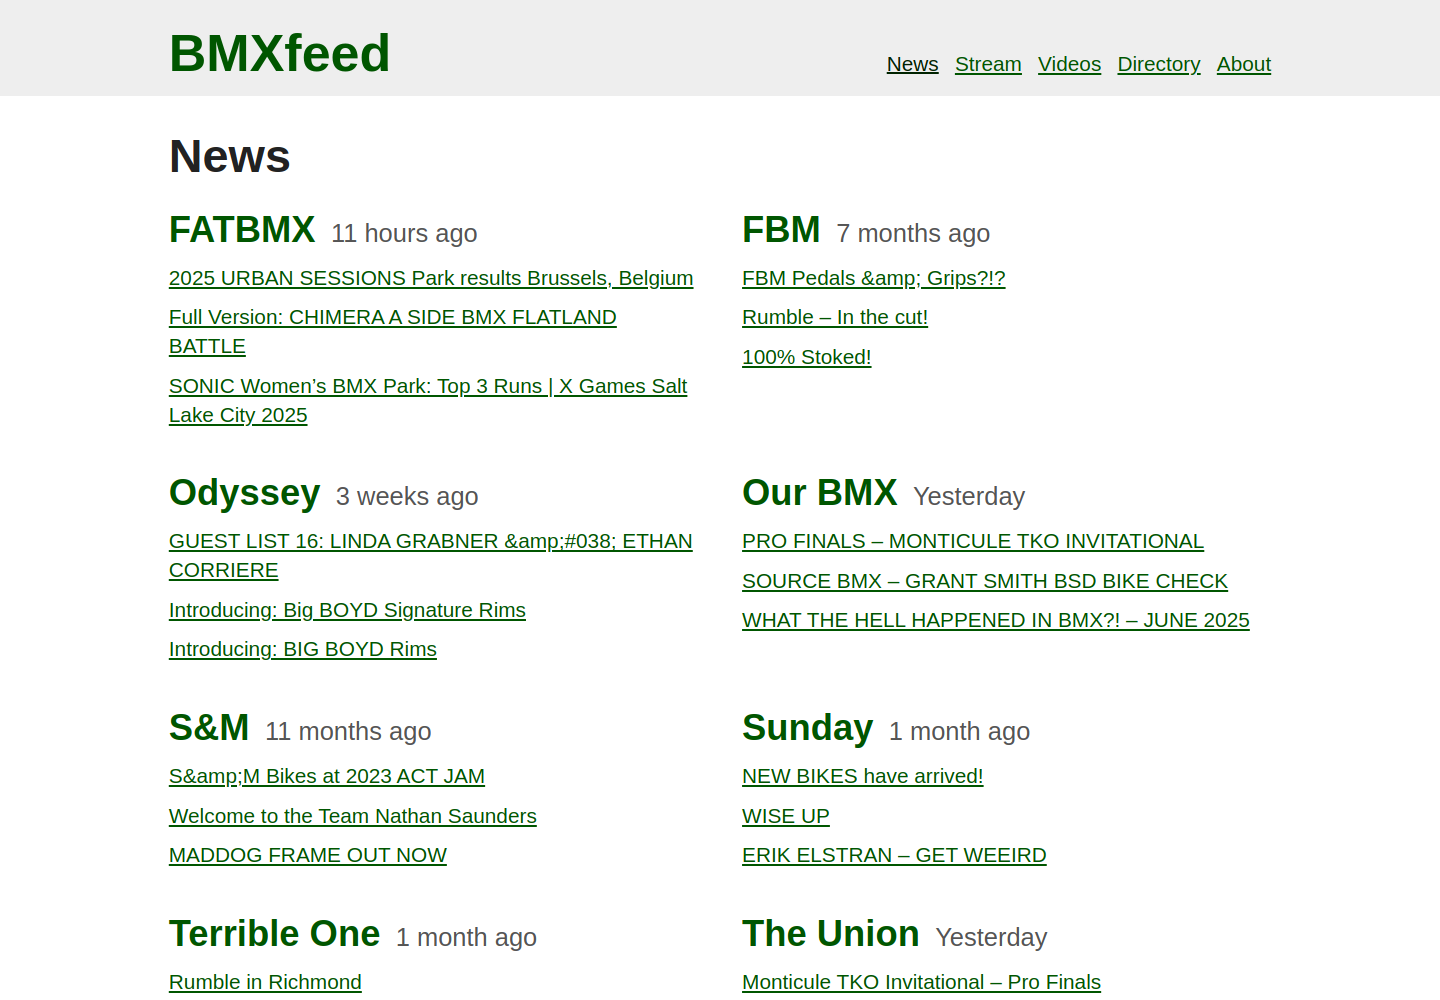 BMXfeed
News Stream Videos Directory About
News
FATBMX 11 hours ago
2025 URBAN SESSIONS Park results Brussels, Belgium
Full Version: CHIMERA A SIDE BMX FLATLAND
BATTLE
SONIC Women’s BMX Park: Top 3 Runs | X Games Salt
Lake City 2025
FBM 7 months ago
FBM Pedals &amp; Grips?!?
Rumble – In the cut!
100% Stoked!
Odyssey 3 weeks ago
GUEST LIST 16: LINDA GRABNER &amp;#038; ETHAN
CORRIERE
Introducing: Big BOYD Signature Rims
Introducing: BIG BOYD Rims
Our BMX Yesterday
PRO FINALS – MONTICULE TKO INVITATIONAL
SOURCE BMX – GRANT SMITH BSD BIKE CHECK
WHAT THE HELL HAPPENED IN BMX?! – JUNE 2025
S&M 11 months ago
S&amp;M Bikes at 2023 ACT JAM
Welcome to the Team Nathan Saunders
MADDOG FRAME OUT NOW
Sunday 1 month ago
NEW BIKES have arrived!
WISE UP
ERIK ELSTRAN – GET WEEIRD
Terrible One 1 month ago
Rumble in Richmond
The Union Yesterday
Monticule TKO Invitational – Pro Finals